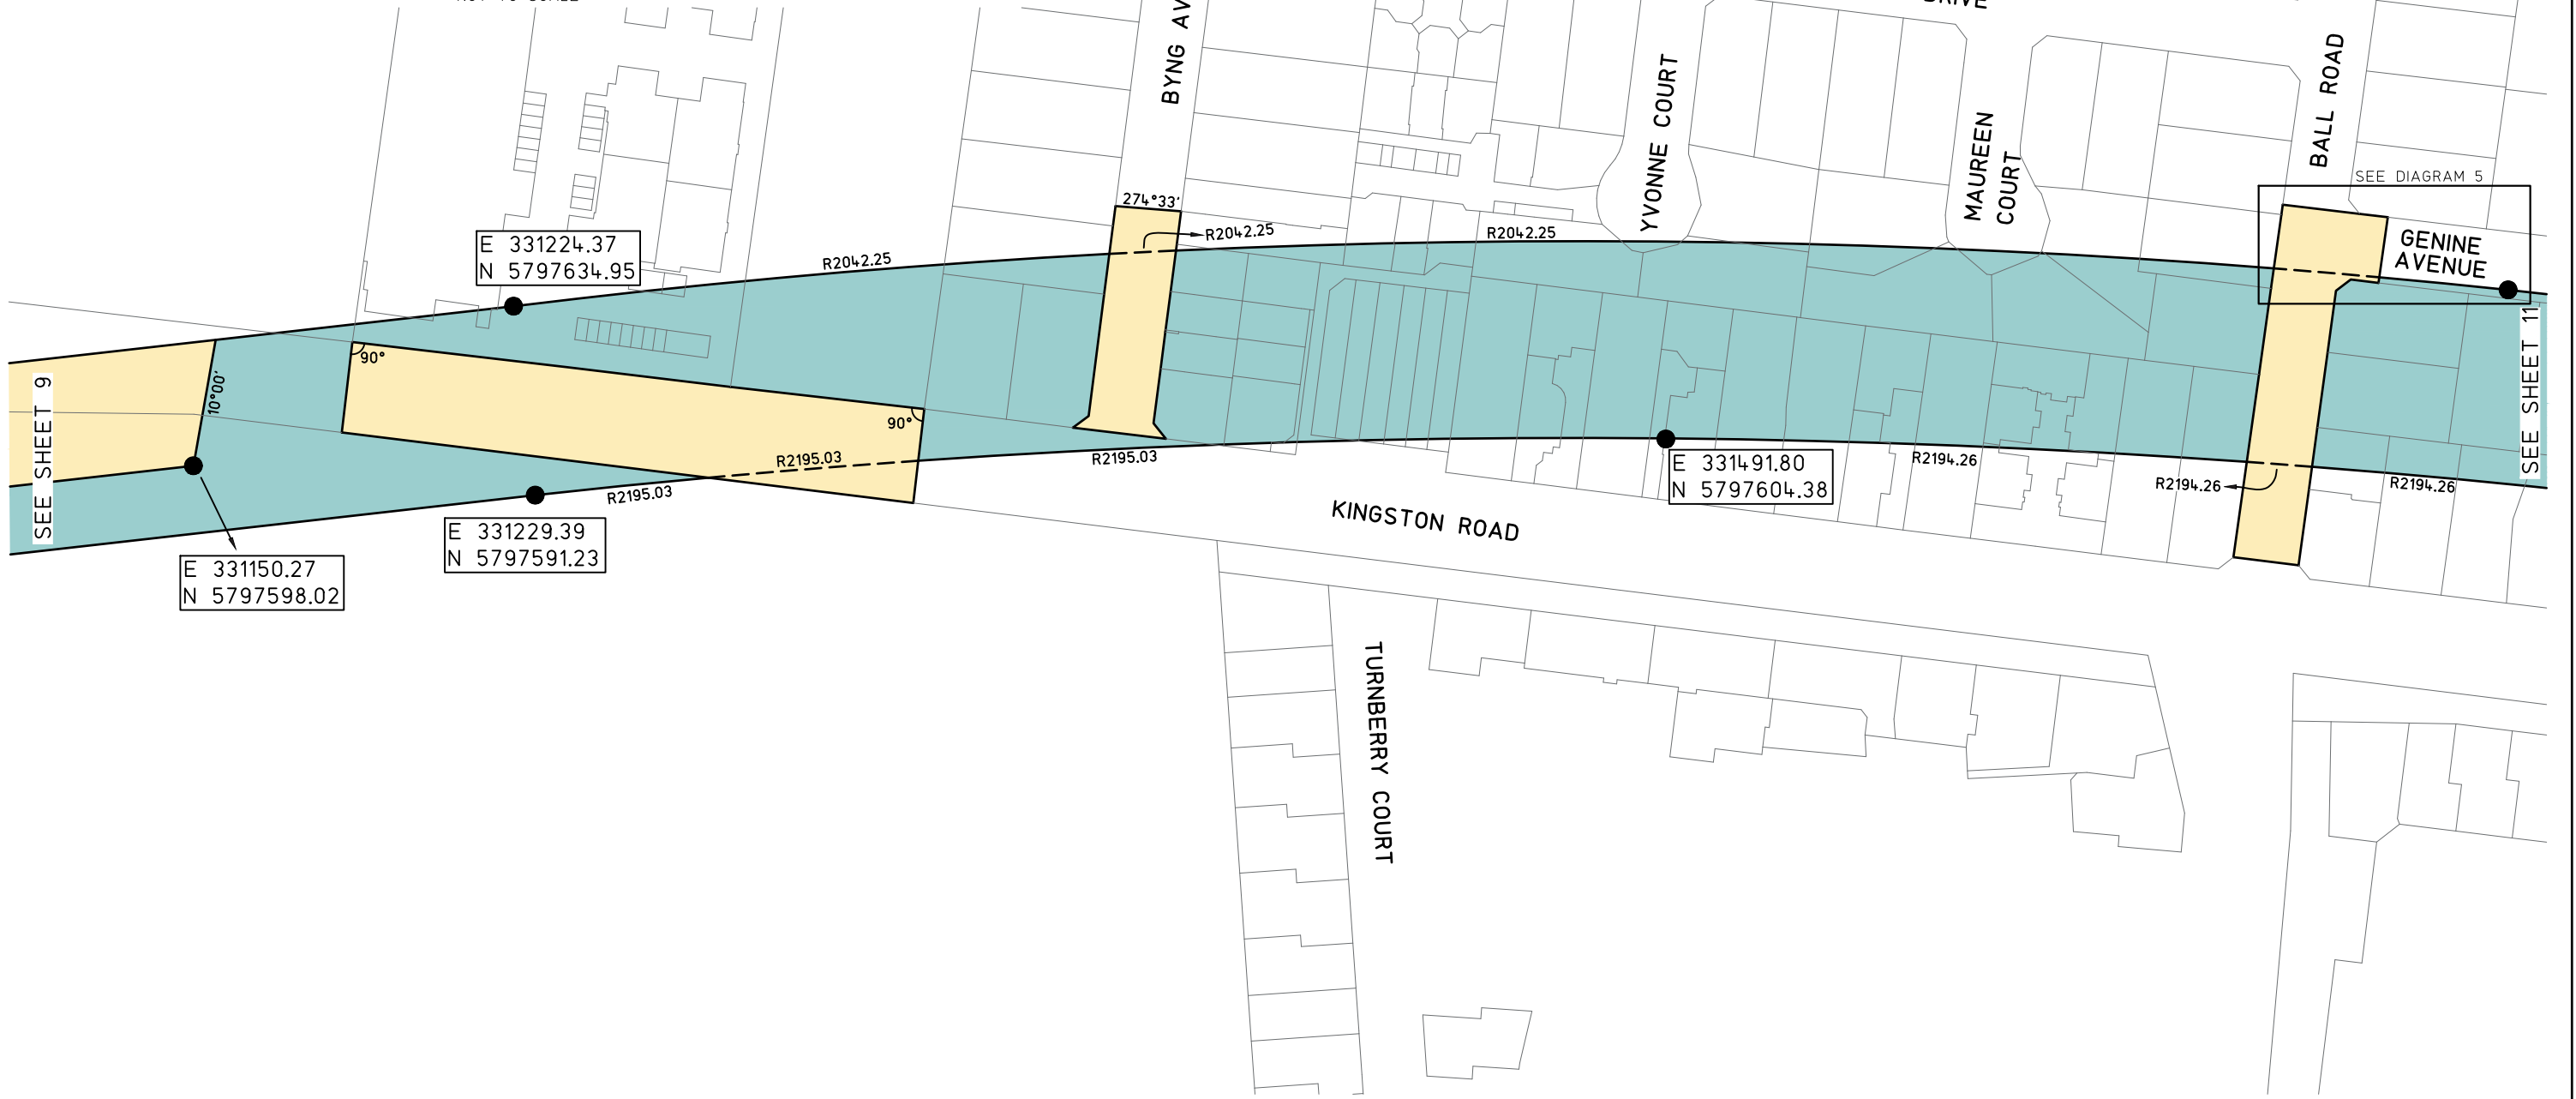 DRIVE
BYNG AV
YVONNE COURT
MAUREEN
COURT
BALL ROAD
SEE DIAGRAM 5
GENINE
AVENUE
274°33'
R2042.25
R2042.25
R2042.25
E 331224.37
N 5797634.95
90°
10°00'
90°
SEE SHEET 9
SEE SHEET 11
R2195.03
R2195.03
R2195.03
E 331491.80
N 5797604.38
R2194.26
R2194.26
R2194.26
E 331229.39
N 5797591.23
E 331150.27
N 5797598.02
KINGSTON ROAD
TURNBERRY COURT